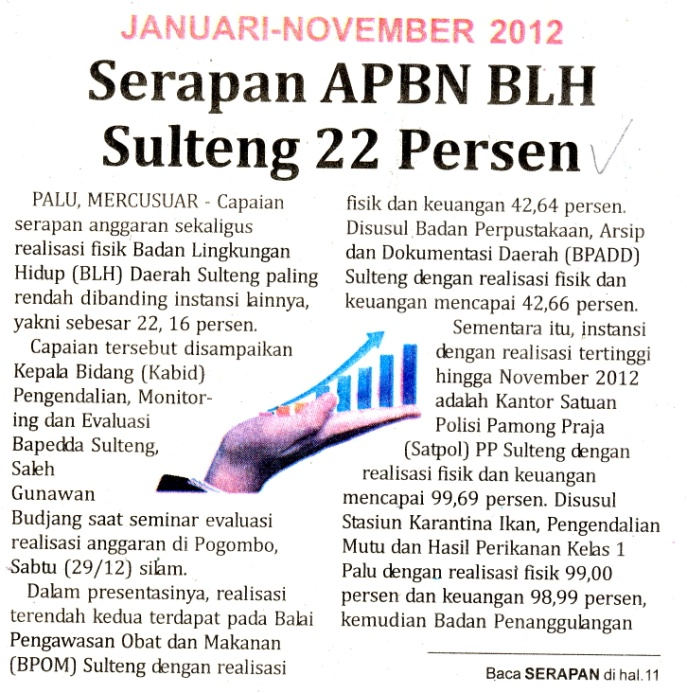 JANUARI-NOVEMBER 2012
Serapan APBN BLH
Sulteng 22 Persen
PALU, MERCUSUAR - Capaian
serapan anggaran sekaligus
realisasi fisik Badan Lingkungan
Hidup (BLH) Daerah Sulteng paling
rendah dibanding instansi lainnya,
yakni sebesar 22, 16 persen.
Capaian tersebut disampaikan
Kepala Bidang (Kabid)
Pengendalian, Monitor-
ing dan Evaluasi
Bapedda Sulteng,
Saleh
Gunawan
Budjang saat seminar evaluasi
realisasi anggaran di Pogombo,
Sabtu (29/12) silam.
Dalam presentasinya, realisasi
terendah kedua terdapat pada Balai
Pengawasan Obat dan Makanan
(BPOM) Sulteng dengan realisasi
fisik dan keuangan 42,64 persen.
Disusul Badan Perpustakaan, Arsip
dan Dokumentasi Daerah (BPADD)
Sulteng dengan realisasi fisik dan
keuangan mencapai 42,66 persen.
Sementara itu, instansi
dengan realisasi tertinggi
hingga November 2012
adalah Kantor Satuan
Polisi Pamong Praja
(Satpol) PP Sulteng dengan
realisasi fisik dan keuangan
mencapai 99,69 persen. Disusul
Stasiun Karantina Ikan, Pengendalian
Mutu dan Hasil Perikanan Kelas 1
Palu dengan realisasi fisik 99,00
persen dan keuangan 98,99 persen,
kemudian Badan Penanggulangan
Baca SERAPAN di hal.11